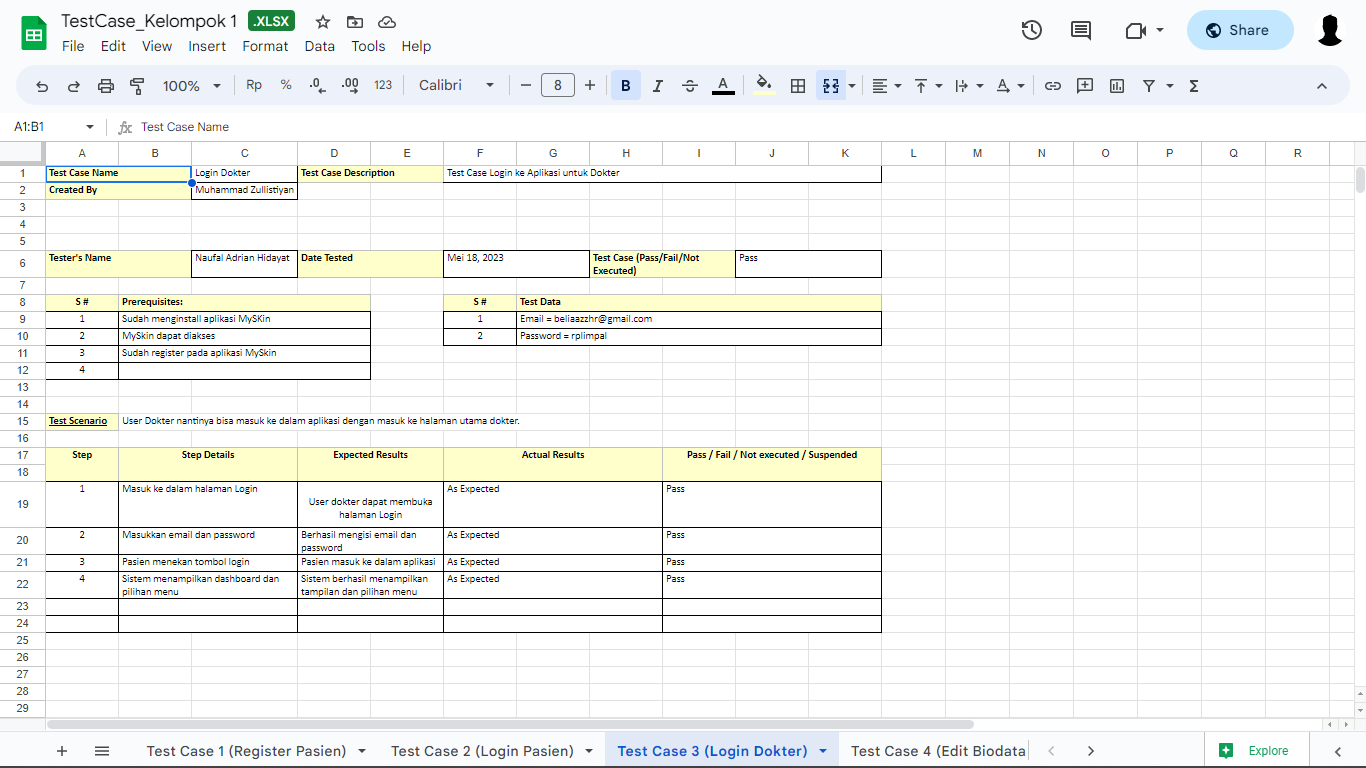 TestCase_Kelompok 1 .XLSX
File Edit View Insert Format Data Tools Help
Share
100% Rp % .0 .00 123 Calibri 8 B I S A
A1:B1 fx Test Case Name
A B C D E F G H I J K L M N O P Q R
1 Test Case Name Login Dokter Test Case Description Test Case Login ke Aplikasi untuk Dokter
2 Created By Muhammad Zullistiyan
3
4
5
6 Tester's Name Naufal Adrian Hidayat Date Tested Mei 18, 2023 Test Case (Pass/Fail/Not Pass
Executed)
7
8 S # Prerequisites: S # Test Data
9 1 Sudah menginstall aplikasi MySKin 1 Email = beliaazzhr@gmail.com
10 2 MySkin dapat diakses 2 Password = rplimpal
11 3 Sudah register pada aplikasi MySkin
12 4
13
14
15 Test Scenario User Dokter nantinya bisa masuk ke dalam aplikasi dengan masuk ke halaman utama dokter.
16
17 Step Step Details Expected Results Actual Results Pass / Fail / Not executed / Suspended
18
19 1 Masuk ke dalam halaman Login User dokter dapat membuka As Expected Pass
halaman Login
20 2 Masukkan email dan password Berhasil mengisi email dan As Expected Pass
password
21 3 Pasien menekan tombol login Pasien masuk ke dalam aplikasi As Expected Pass
22 4 Sistem menampilkan dashboard dan Sistem berhasil menampilkan As Expected Pass
pilihan menu tampilan dan pilihan menu
23
24
25
26
27
28
29
Test Case 1 (Register Pasien) Test Case 2 (Login Pasien) Test Case 3 (Login Dokter) Test Case 4 (Edit Biodata Explore